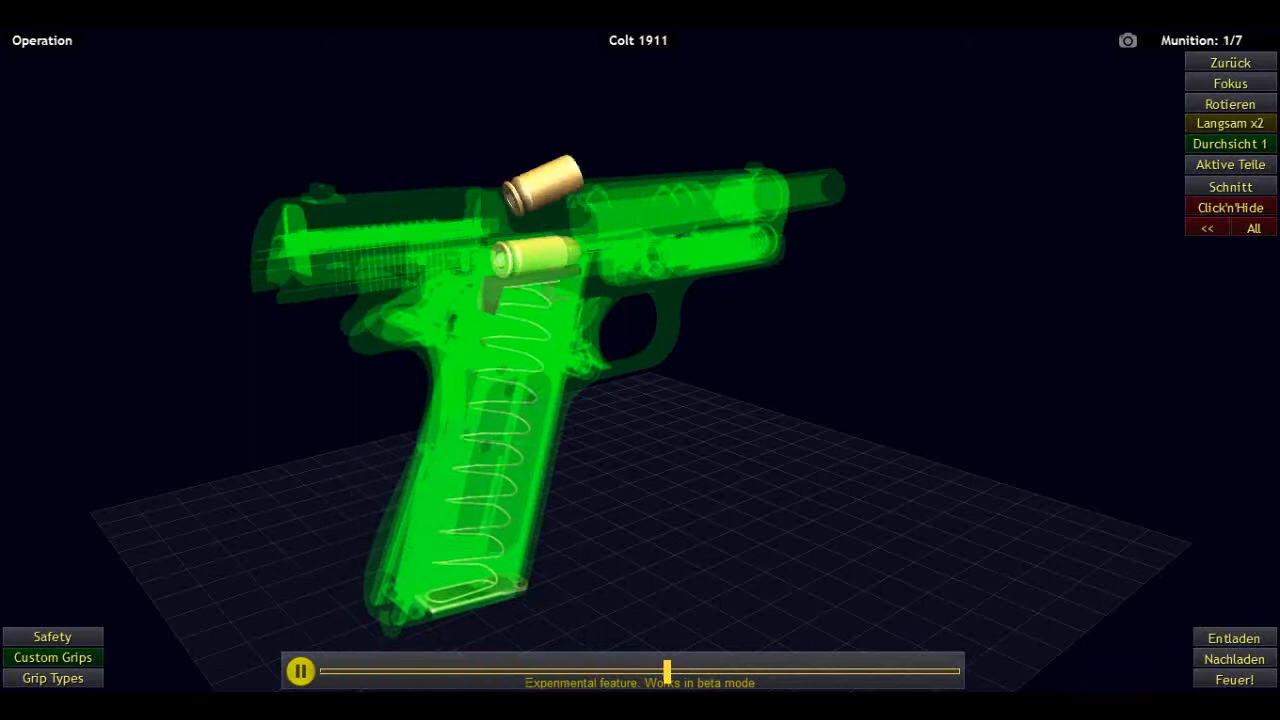 Operation
Colt 1911
Munition: 1/7
Zurück
Fokus
Rotieren
Langsam x2
Durchsicht 1
Aktive Teile
Schnitt
Click'n'Hide
<< All
Safety
Custom Grips
Grip Types
Experimental feature. Works in beta mode
Entladen
Nachladen
Feuer!